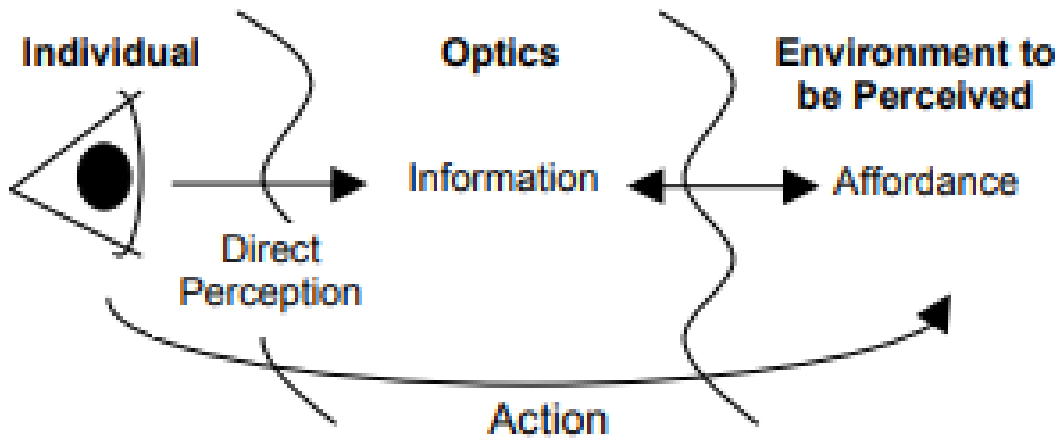 Individual
Optics
Environment to
be Perceived
Information
Affordance
Direct
Perception
Action